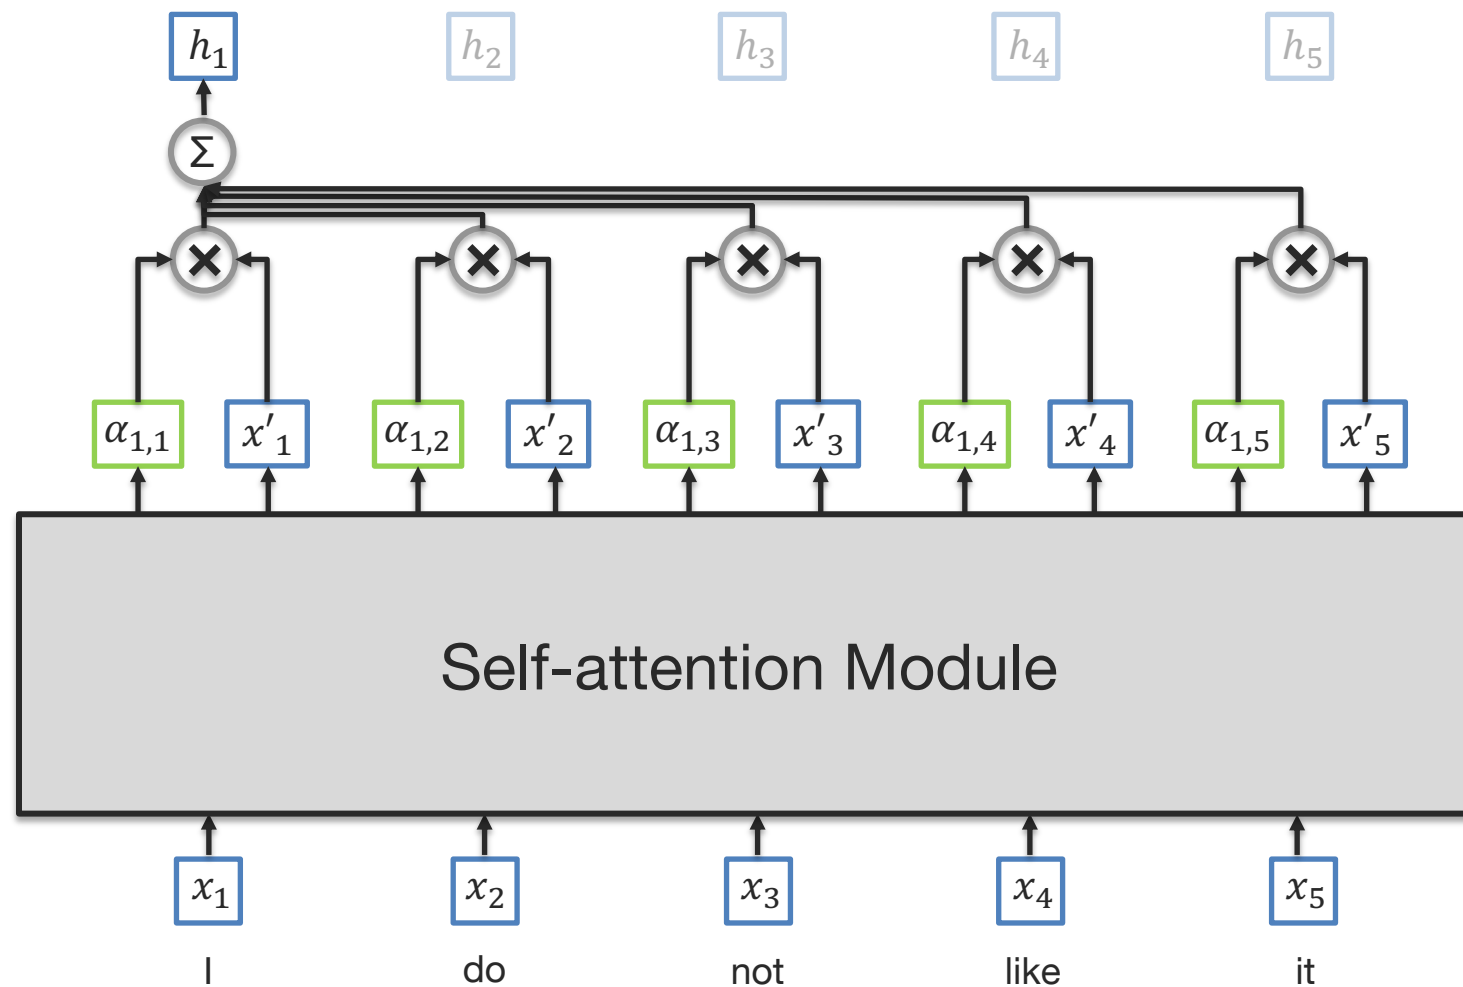 h₁ h₂ h₃ h₄ h₅
Σ
× × × × ×
α₁,₁ x'₁ α₁,₂ x'₂ α₁,₃ x'₃ α₁,₄ x'₄ α₁,₅ x'₅
Self-attention Module
x₁ x₂ x₃ x₄ x₅
I do not like it